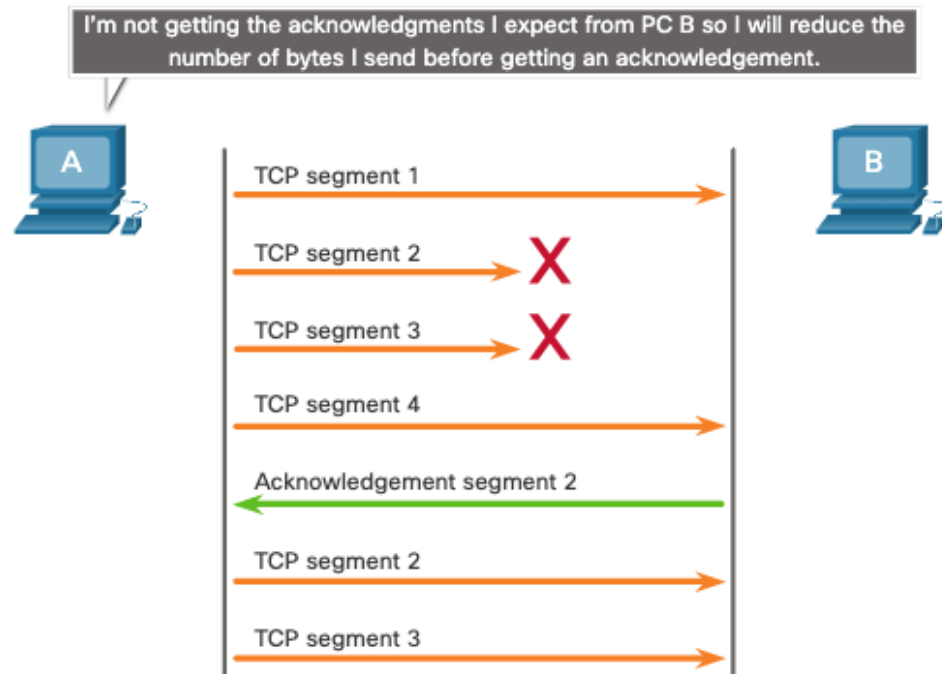 I'm not getting the acknowledgments I expect from PC B so I will reduce the
number of bytes I send before getting an acknowledgement.
A
B
TCP segment 1
TCP segment 2
X
TCP segment 3
X
TCP segment 4
Acknowledgement segment 2
TCP segment 2
TCP segment 3